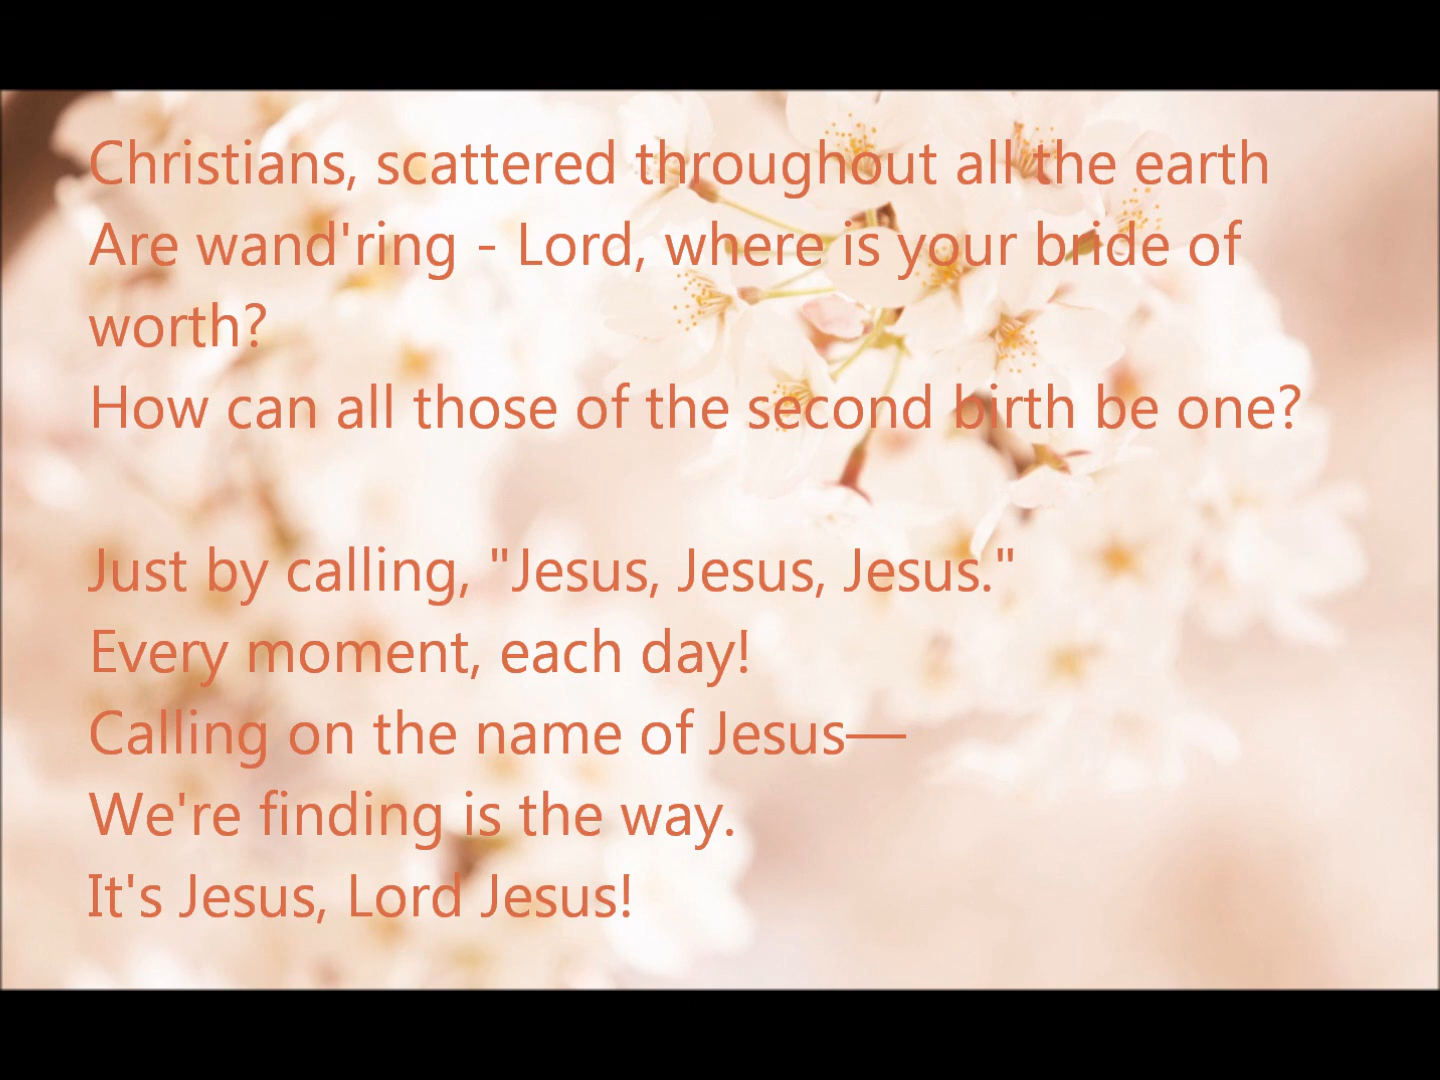 Christians, scattered throughout all the earth
Are wand'ring - Lord, where is your bride of
worth?
How can all those of the second birth be one?
Just by calling, "Jesus, Jesus, Jesus."
Every moment, each day!
Calling on the name of Jesus—
We're finding is the way.
It's Jesus, Lord Jesus!